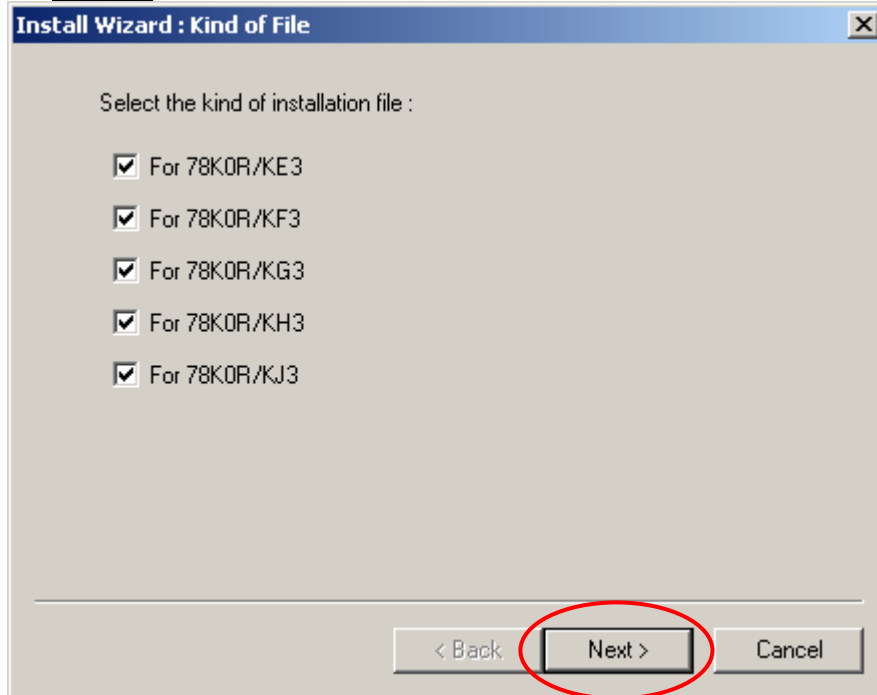 Install Wizard : Kind of File
Select the kind of installation file :
For 78K0R/KE3
For 78K0R/KF3
For 78K0R/KG3
For 78K0R/KH3
For 78K0R/KJ3
< Back Next > Cancel